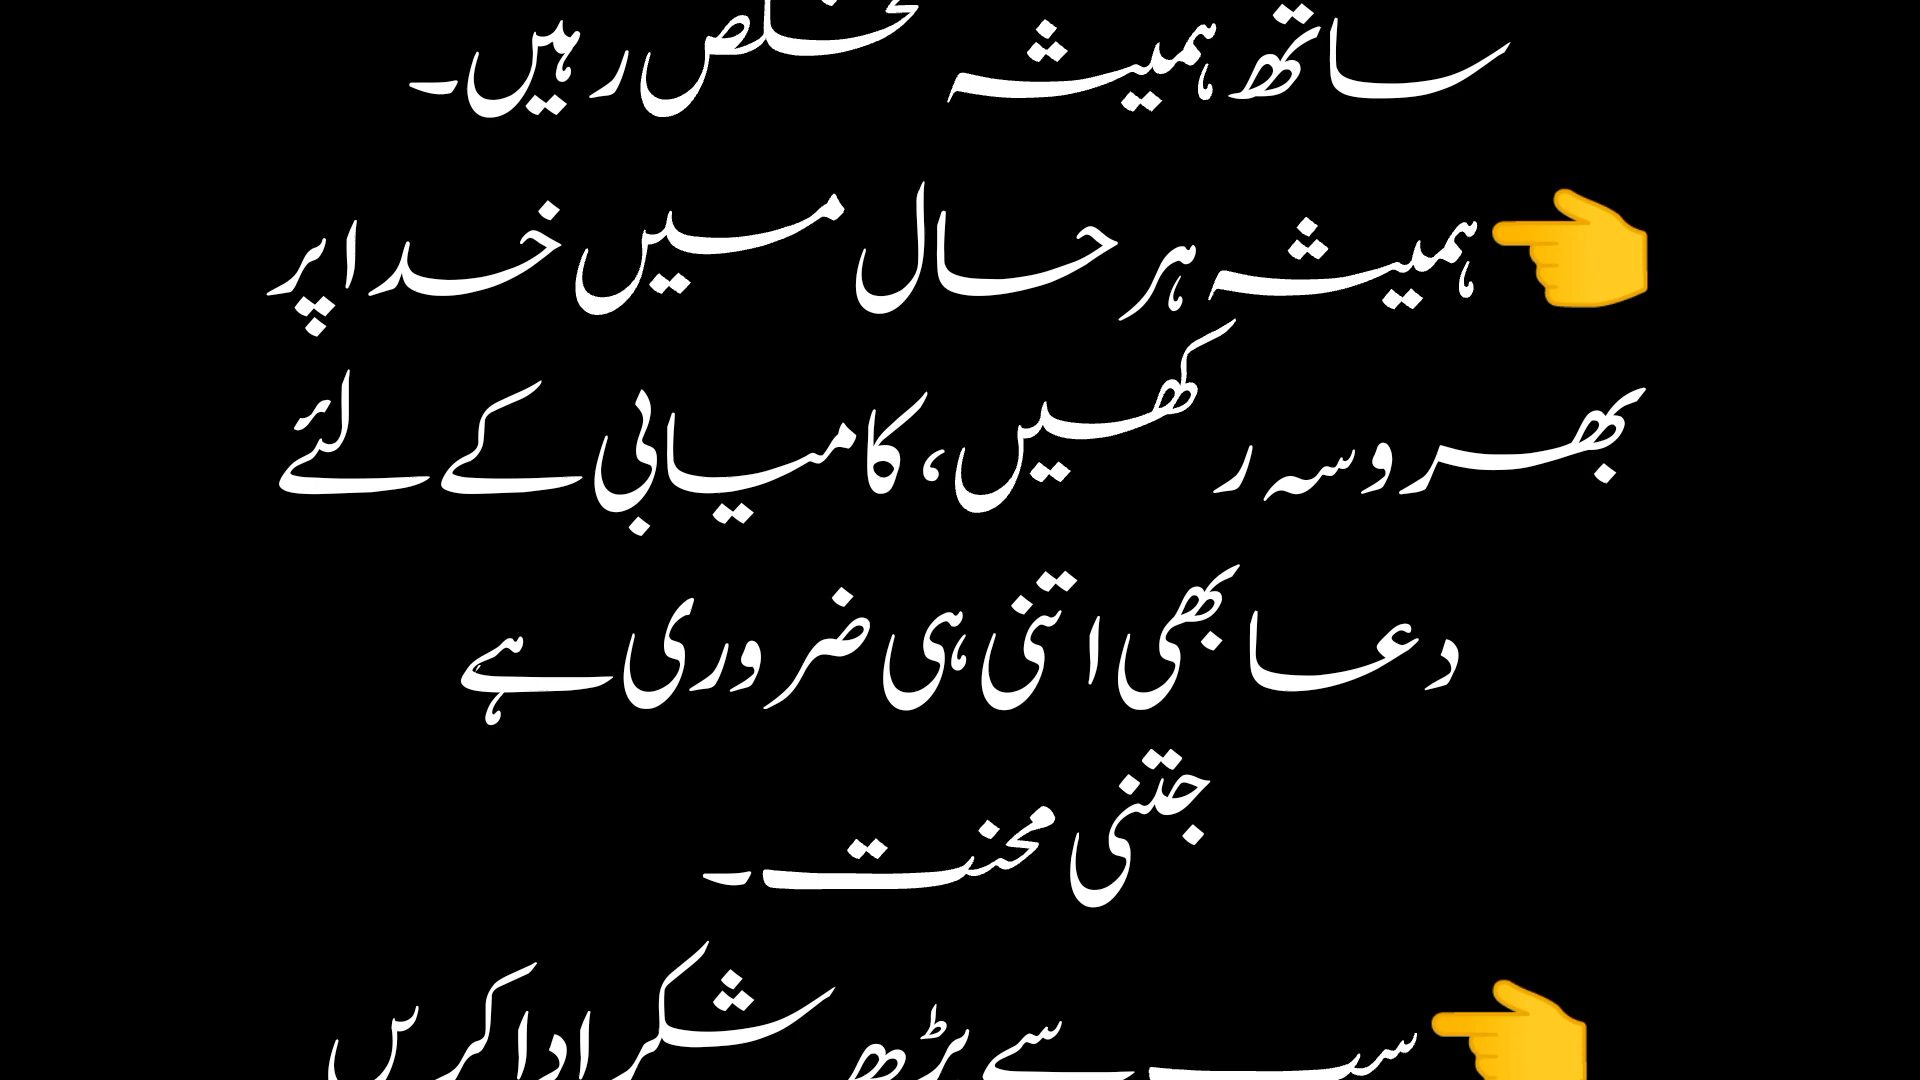 ساتھ ہمیشہ مخلص رہیں۔
👈ہمیشہ ہر حال میں خدا پر
بھروسہ رکھیں، کامیابی کے لئے
دعا بھی اتنی ہی ضروری ہے
جتنی محنت۔
👈سب سے بڑھ شکر ادا کریں